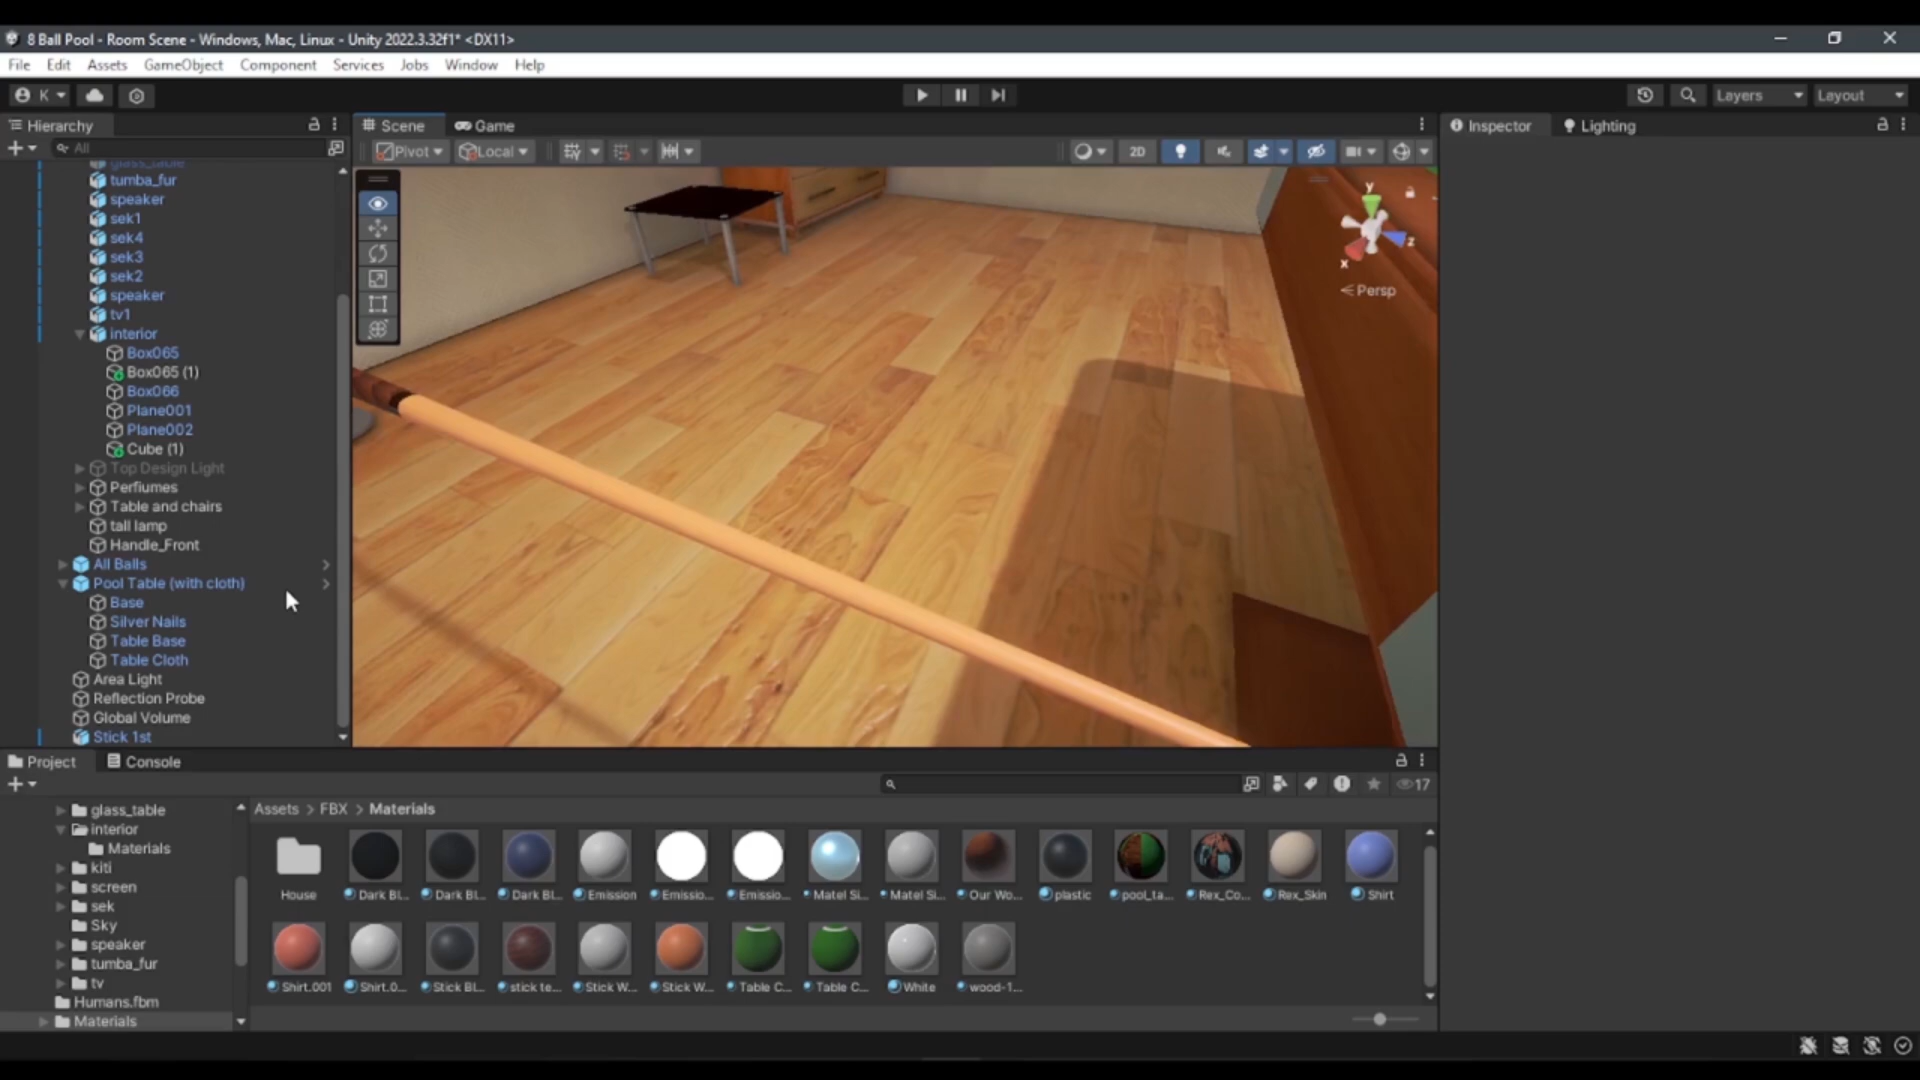 8 Ball Pool - Room Scene - Windows, Mac, Linux - Unity 2022.3.32f1* <DX11>
File Edit Assets GameObject Component Services Jobs Window Help
K
Layers Layout
Hierarchy
Scene Game
Inspector Lighting
All
Pivot Local
2D
glass_table
tumba_fur
speaker
sek1
sek4
sek3
sek2
speaker
tv1
interior
Box065
Box065 (1)
Box066
Plane001
Plane002
Cube (1)
Top Design Light
Perfiumes
Table and chairs
tall lamp
Handle_Front
All Balls
Pool Table (with cloth)
Base
Silver Nails
Table Base
Table Cloth
Area Light
Reflection Probe
Global Volume
Stick 1st
y
z
x
Persp
Project Console
17
glass_table
interior
Materials
kiti
screen
sek
Sky
speaker
tumba_fur
tv
Humans.fbm
Materials
Assets > FBX > Materials
House Dark Bl... Dark Bl... Dark Bl... Emission Emissio... Emissio... Matel Si... Matel Si... Our Wo... plastic pool_ta... Rex_Co... Rex_Skin Shirt
Shirt.001 Shirt.0... Stick Bl... stick te... Stick W... Stick W... Table C... Table C... White wood-1...